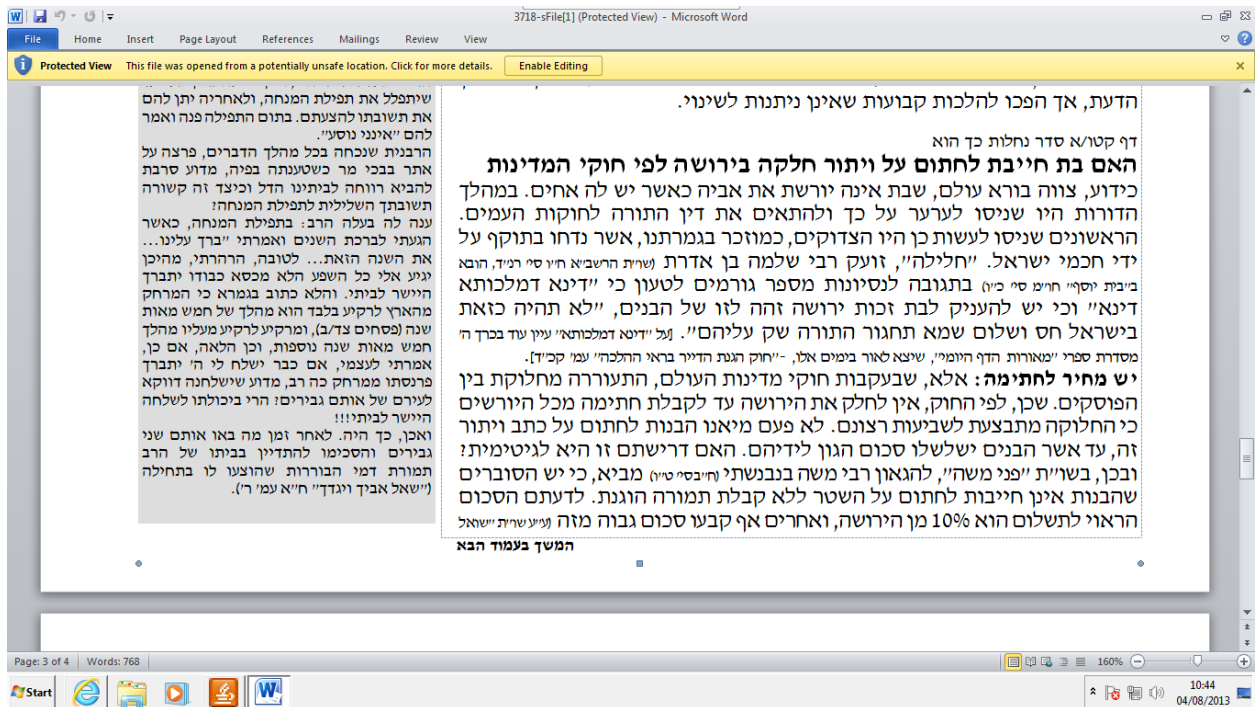 3718-sFile[1] (Protected View) - Microsoft Word
File Home Insert Page Layout References Mailings Review View
Protected View This file was opened from a potentially unsafe location. Click for more details. Enable Editing
הדעת, אך הפכו להלכות קבועות שאינן ניתנות לשינוי.
דף קטו/א סדר נחלות כך הוא
האם בת חייבת לחתום על ויתור חלקה בירושה לפי חוקי המדינות
כידוע, צווה בורא עולם, שבת אינה יורשת את אביה כאשר יש לה אחים. במהלך
הדורות היו שניסו לערער על כך ולהתאים את דין התורה לחוקות העמים.
הראשונים שניסו לעשות כן היו הצדוקים, כמוזכר בגמרתנו, אשר נדחו בתוקף על
ידי חכמי ישראל. "חלילה", זועק רבי שלמה בן אדרת (שו"ת הרשב"א ח"ו סי' רנ"ד, הובא
ב"בית יוסף" חו"מ סי' כ"ו) בתגובה לנסיונות מספר גורמים לטעון כי "דינא דמלכותא
דינא" וכי יש להעניק לבת זכות ירושה זהה לזו של הבנים, "לא תהיה כזאת
בישראל חס ושלום שמא תחגור התורה שק עליהם". [על "דינא דמלכותא" עיין עוד בכרך ה'
מסדרת ספרי "מאורות הדף היומי", שיצא לאור בימים אלו, -"חוק הגנת הדייר בראי ההלכה" עמ' קכ"ד].
יש מחיר לחתימה: אלא, שבעקבות חוקי מדינות העולם, התעוררה מחלוקת בין
הפוסקים. שכן, לפי החוק, אין לחלק את הירושה עד לקבלת חתימה מכל היורשים
כי החלוקה מתבצעת לשביעות רצונם. לא פעם מיאנו הבנות לחתום על כתב ויתור
זה, עד אשר הבנים ישלשלו סכום הגון לידיהם. האם דרישתם זו היא לגיטימית?
ובכן, בשו"ת "פני משה", להגאון רבי משה בנבנשתי (ח"ב סי' ט"ו) מביא, כי יש הסוברים
שהבנות אינן חייבות לחתום על השטר ללא קבלת תמורה הוגנת. לדעתם הסכום
הראוי לתשלום הוא 10% מן הירושה, ואחרים אף קבעו סכום גבוה מזה (ע"ע שו"ת "שואל
המשך בעמוד הבא
שיתפלל את תפילת המנחה, ולאחריה יתן להם
את תשובתו להצעתם. בתום התפילה פנה ואמר
להם "אינני נוסע".
הרבנית שנכחה בכל מהלך הדברים, פרצה על
אתר בבכי מר כשטענתה בפיה, מדוע סרבת
להביא רווחה לביתינו הדל וכיצד זה קשורה
תשובתך השלילית לתפילת המנחה?
ענה לה בעלה הרב: בתפילת המנחה, כאשר
הגעתי לברכת השנים ואמרתי "ברך עלינו...
את השנה הזאת... לטובה, הרהרתי, מהיכן
יגיע אלי כל השפע הלא מכסא כבודו יתברך
היישר לביתי. והלא כתוב בגמרא כי המרחק
מהארץ לרקיע בלבד הוא מהלך של חמש מאות
שנה (פסחים צד/ב), ומרקיע לרקיע מעליו מהלך
חמש מאות שנה נוספות, וכן הלאה, אם כן,
אמרתי לעצמי, אם כבר ישלח לי ה' יתברך
פרנסתו ממרחק כה רב, מדוע שישלחנה דווקא
לעירם של אותם גבירים? הרי ביכולתו לשלחה
היישר לביתי!!!
ואכן, כך היה. לאחר זמן מה באו אותם שני
גבירים והסכימו להתדיין בביתו של הרב
תמורת דמי הבוררות שהוצעו לו בתחילה
("שאל אביך ויגדך" ח"א עמ' ר').
Page: 3 of 4 Words: 768 160%
Start 10:44
04/08/2013